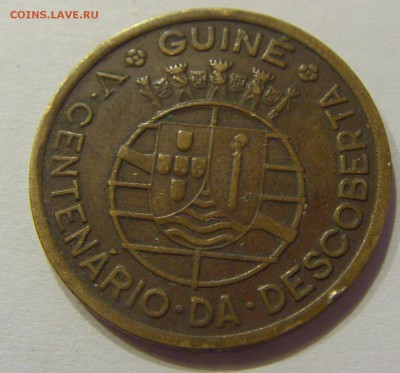 COINS.LAVE.RU
GUINÉ
V · CENTENÁRIO · DA · DESCOBERTA